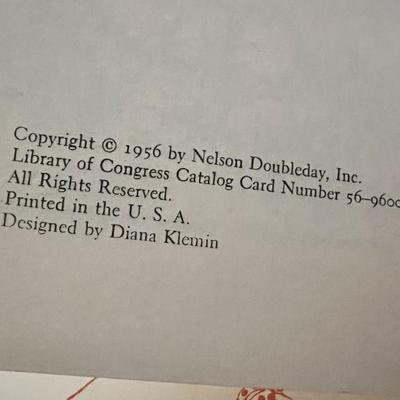 Copyright © 1956 by Nelson Doubleday, Inc.
Library of Congress Catalog Card Number 56-9600
All Rights Reserved.
Printed in the U. S. A.
Designed by Diana Klemin